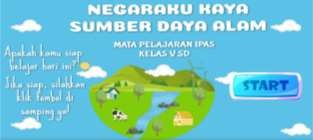 NEGARAKU KAYA
SUMBER DAYA ALAM
MATA PELAJARAN IPAS
KELAS V SD
Apakah kamu siap
belajar hari ini?
Jika siap, silahkan
klik tombol di
samping ya!
START